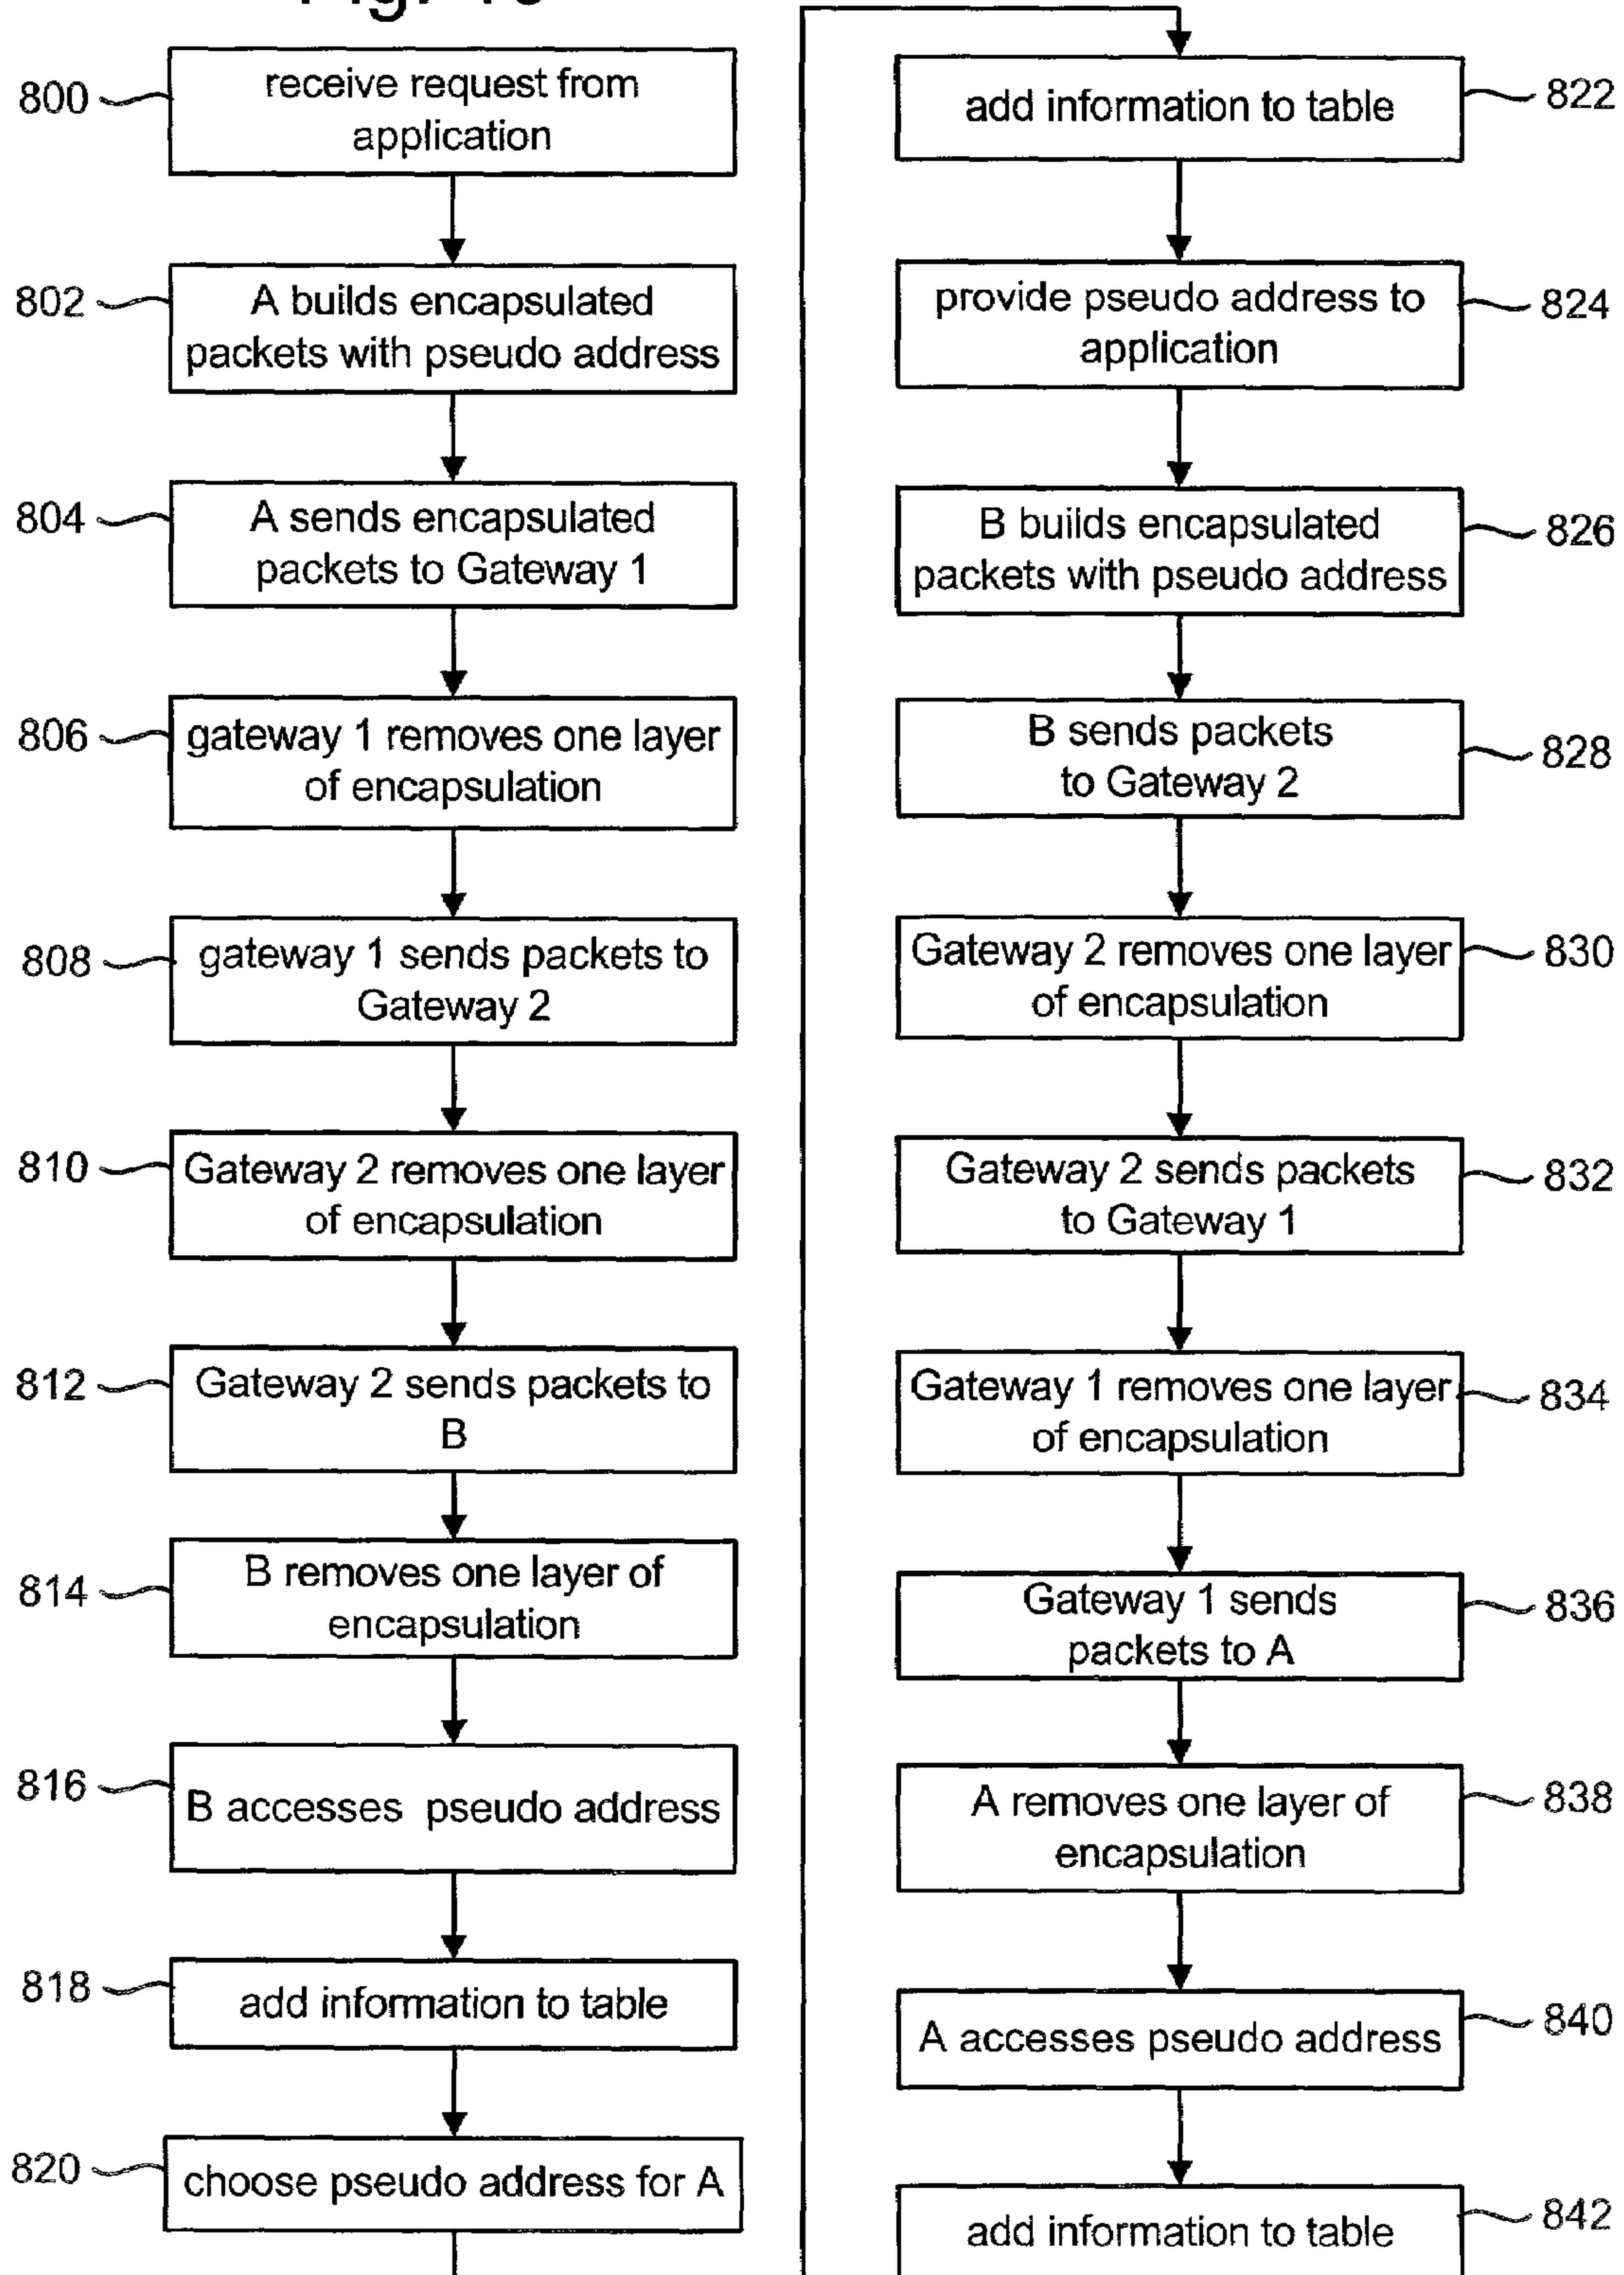 Fig.
800
receive request from
application
802
A builds encapsulated
packets with pseudo address
804
A sends encapsulated
packets to Gateway 1
806
gateway 1 removes one layer
of encapsulation
808
gateway 1 sends packets to
Gateway 2
810
Gateway 2 removes one layer
of encapsulation
812
Gateway 2 sends packets to
B
814
B removes one layer of
encapsulation
816
B accesses pseudo address
818
add information to table
820
choose pseudo address for A
add information to table
822
provide pseudo address to
application
824
B builds encapsulated
packets with pseudo address
826
B sends packets
to Gateway 2
828
Gateway 2 removes one layer
of encapsulation
830
Gateway 2 sends packets
to Gateway 1
832
Gateway 1 removes one layer
of encapsulation
834
Gateway 1 sends
packets to A
836
A removes one layer of
encapsulation
838
A accesses pseudo address
840
add information to table
842